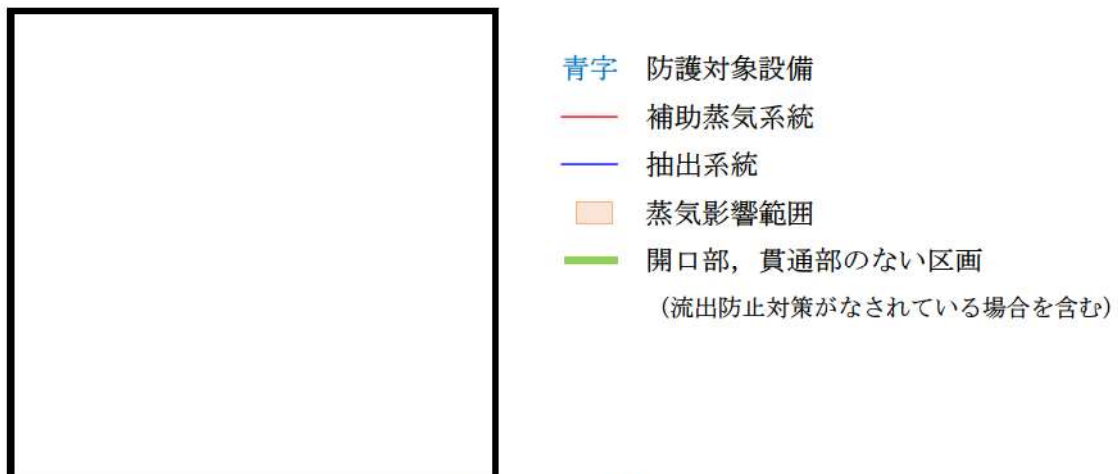 青字 防護対象設備
補助蒸気系統
抽出系統
蒸気影響範囲
開口部，貫通部のない区画
（流出防止対策がなされている場合を含む）